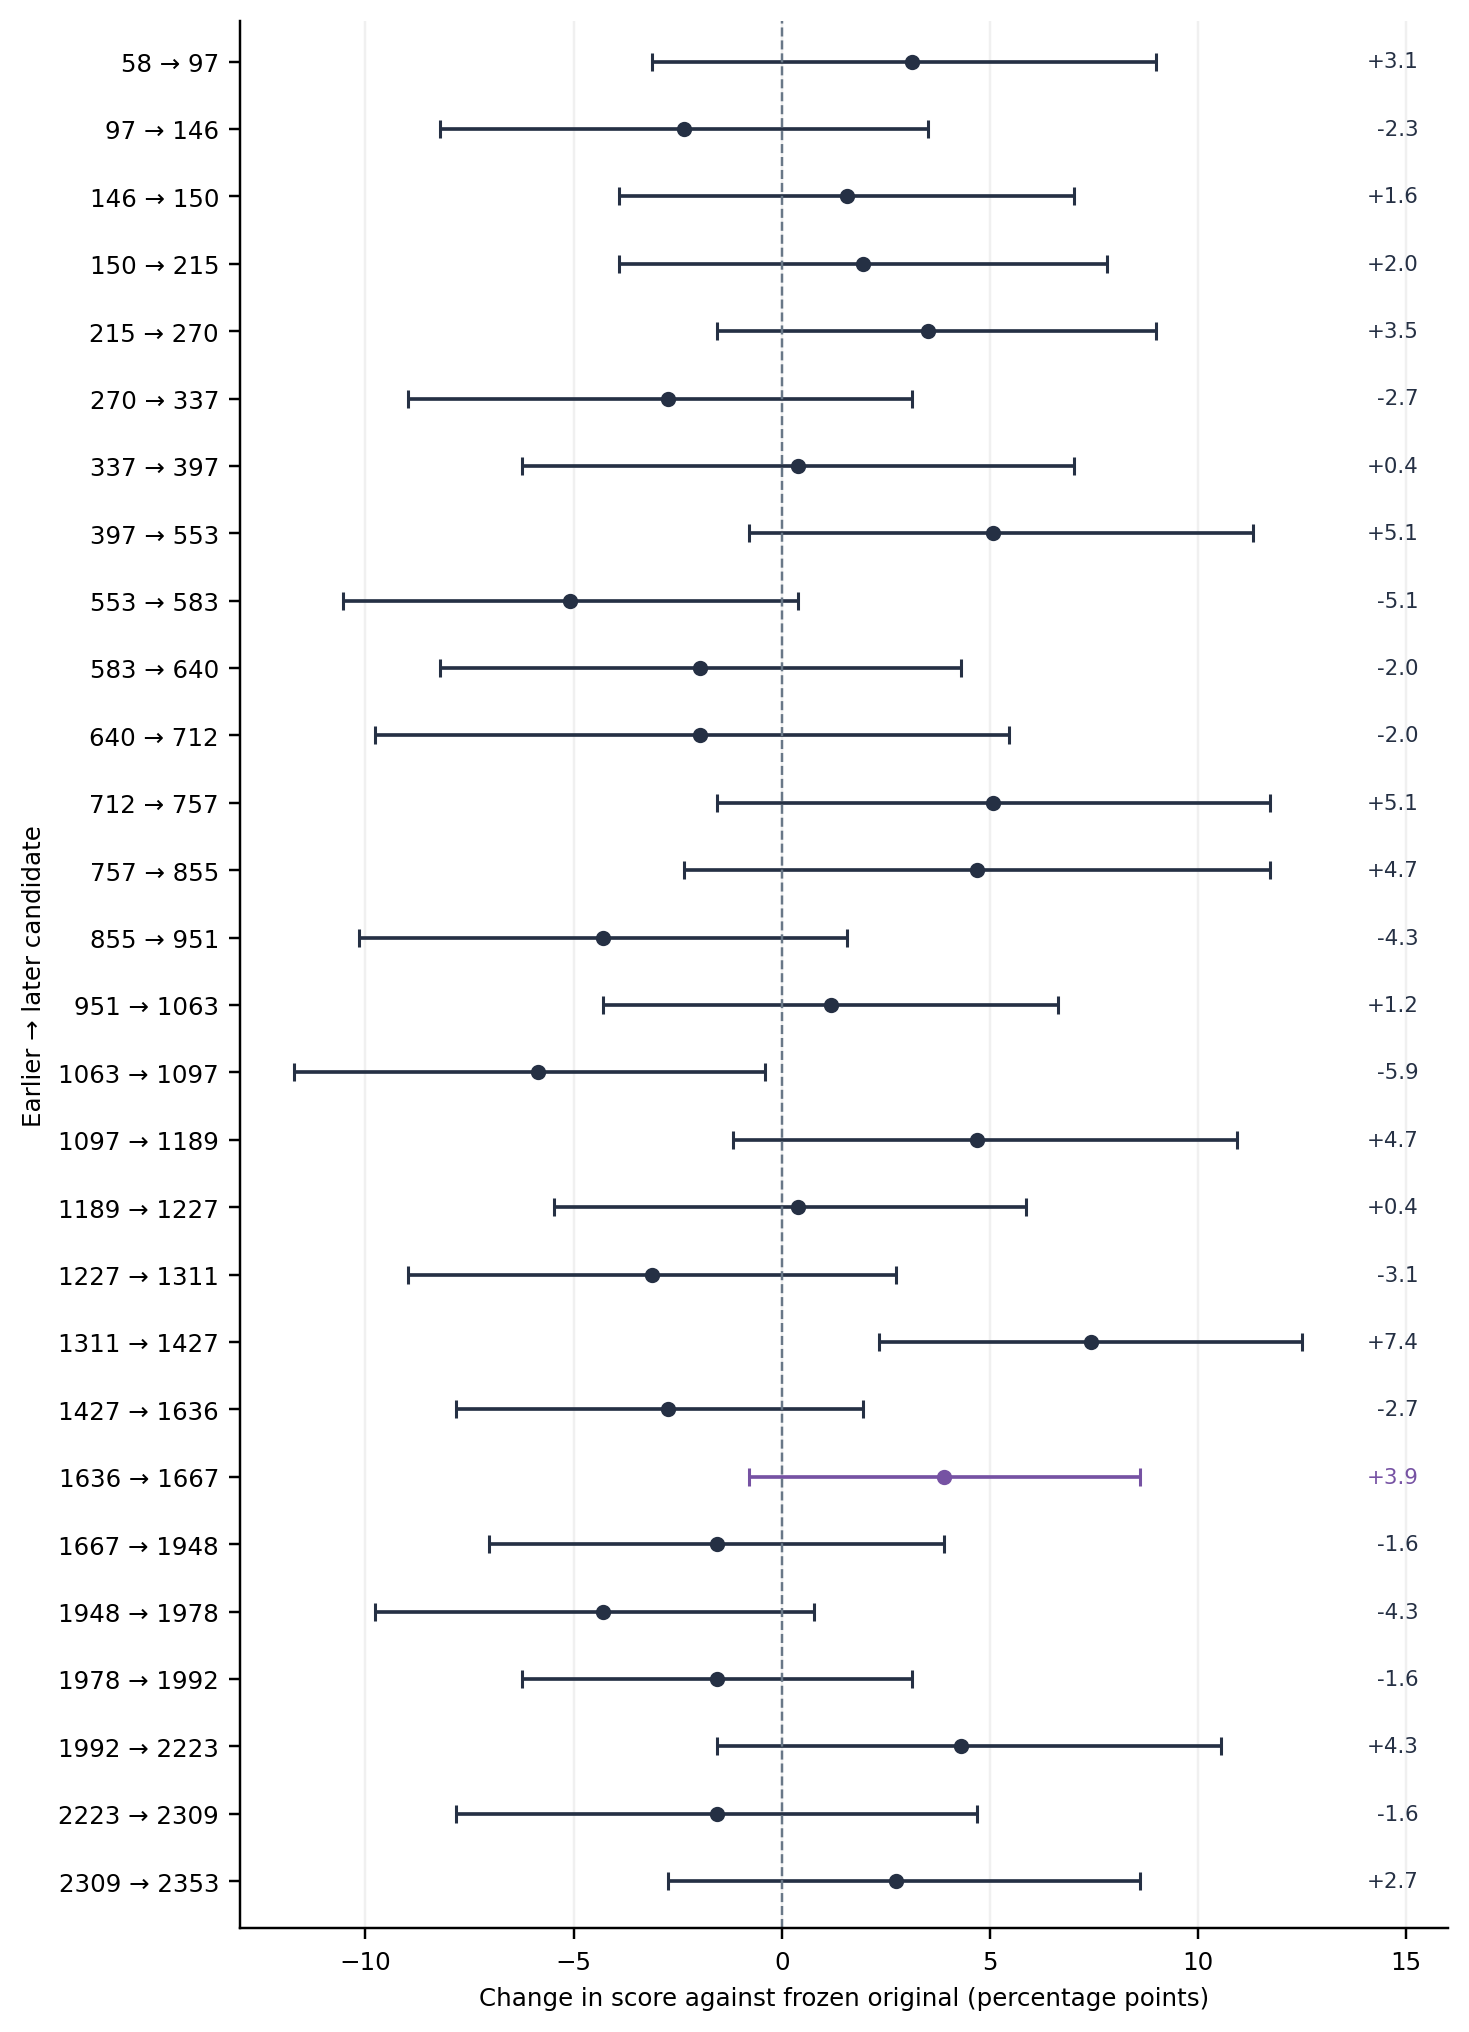 58 → 97 +3.1
97 → 146 -2.3
146 → 150 +1.6
150 → 215 +2.0
215 → 270 +3.5
270 → 337 -2.7
337 → 397 +0.4
397 → 553 +5.1
553 → 583 -5.1
583 → 640 -2.0
640 → 712 -2.0
712 → 757 +5.1
757 → 855 +4.7
855 → 951 -4.3
951 → 1063 +1.2
1063 → 1097 -5.9
1097 → 1189 +4.7
1189 → 1227 +0.4
1227 → 1311 -3.1
1311 → 1427 +7.4
1427 → 1636 -2.7
1636 → 1667 +3.9
1667 → 1948 -1.6
1948 → 1978 -4.3
1978 → 1992 -1.6
1992 → 2223 +4.3
2223 → 2309 -1.6
2309 → 2353 +2.7
Earlier → later candidate
−10 −5 0 5 10 15
Change in score against frozen original (percentage points)